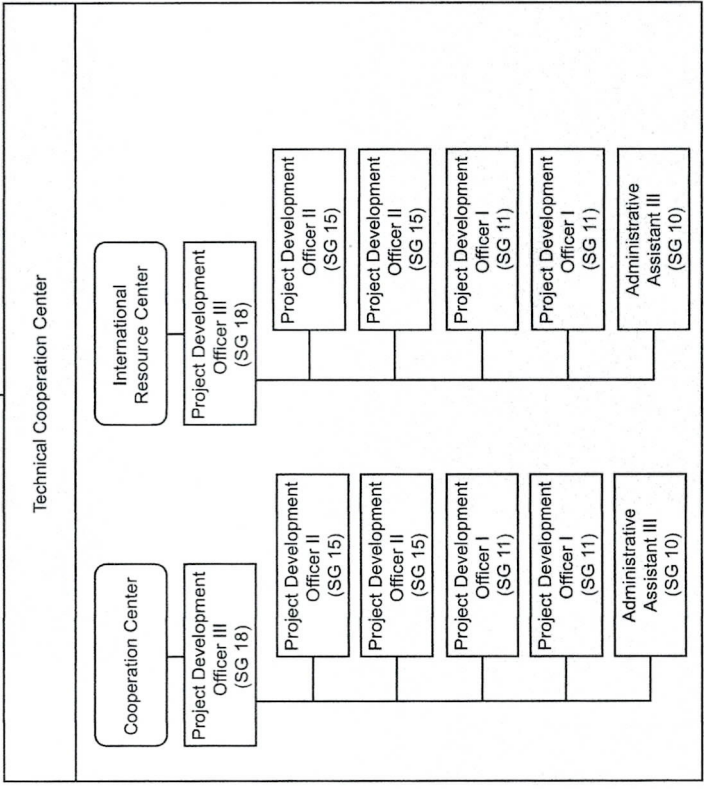 Technical Cooperation Center
Cooperation Center
Project Development
Officer III
(SG 18)
Project Development
Officer II
(SG 15)
Project Development
Officer II
(SG 15)
Project Development
Officer I
(SG 11)
Project Development
Officer I
(SG 11)
Administrative
Assistant III
(SG 10)
International
Resource Center
Project Development
Officer III
(SG 18)
Project Development
Officer II
(SG 15)
Project Development
Officer II
(SG 15)
Project Development
Officer I
(SG 11)
Project Development
Officer I
(SG 11)
Administrative
Assistant III
(SG 10)